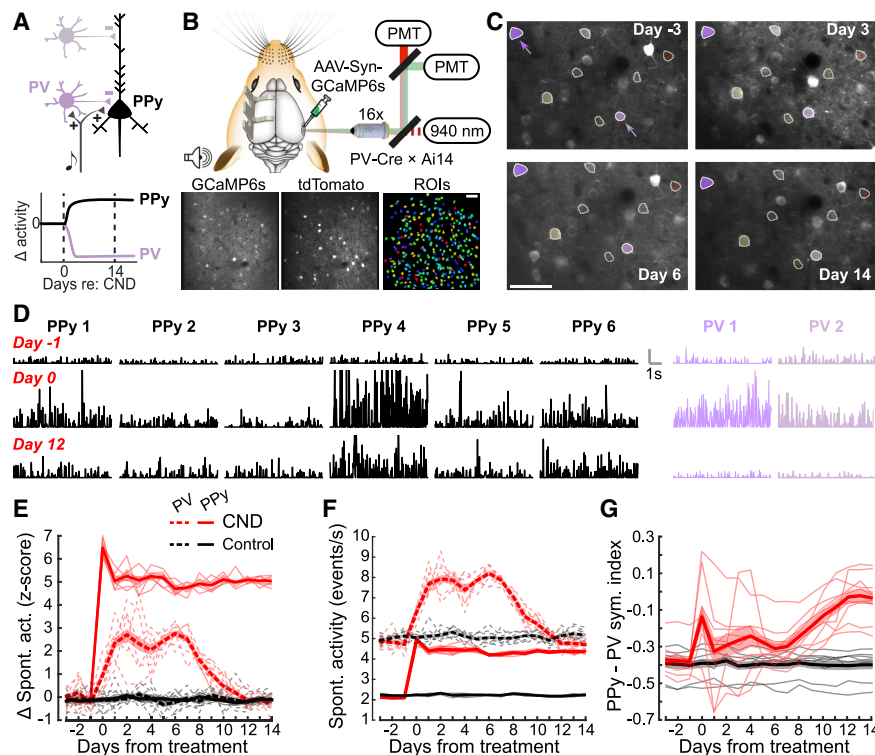 A
PV
PPy
+
+
Δ activity
0
PPy
PV
0
14
Days re: CND
B
PMT
PMT
AAV-Syn-
GCaMP6s
16x
940 nm
PV-Cre × Ai14
GCaMP6s
tdTomato
ROIs
C
Day -3
Day 3
Day 6
Day 14
D
PPy 1
PPy 2
PPy 3
PPy 4
PPy 5
PPy 6
PV 1
PV 2
Day -1
1s
Day 0
Day 12
E
PV
PPy
CND
Control
Δ Spont. act. (z-score)
7
6
5
4
3
2
1
0
-1
-2 0 2 4 6 8 10 12 14
Days from treatment
F
Spont. activity (events/s)
10
9
8
7
6
5
4
3
2
1
-2 0 2 4 6 8 10 12 14
Days from treatment
G
PPy - PV sym. index
0.3
0.1
-0.1
-0.3
-0.5
-0.7
-2 0 2 4 6 8 10 12 14
Days from treatment